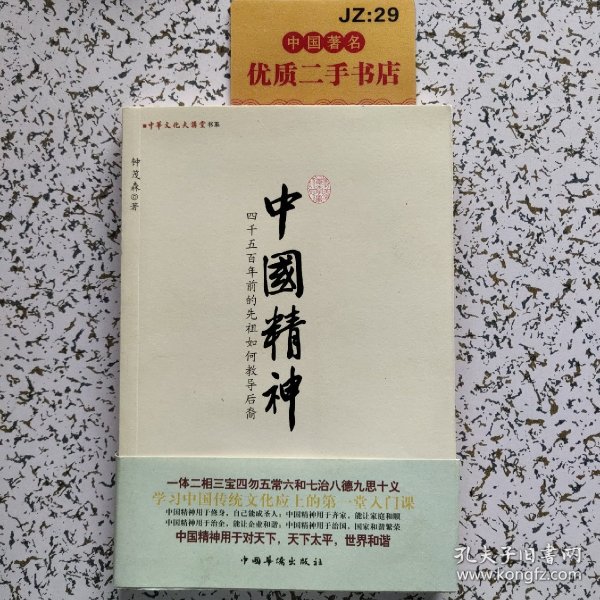 JZ:29
中国著名
优质二手书店
中華文化大講堂书系
钟茂森◎著
中國精神
四千五百年前的先祖如何教导后裔
一体二相三宝四勿五常六和七治八德九思十义
学习中国传统文化应上的第一堂入门课
中国精神用于修身，自己能成圣人；中国精神用于齐家，能让家庭和顺
中国精神用于治企，能让企业和谐；中国精神用于治国，国家和谐繁荣
中国精神用于对天下，天下太平，世界和谐
中國華僑出版社
孔夫子旧书网
www.kongfz.com